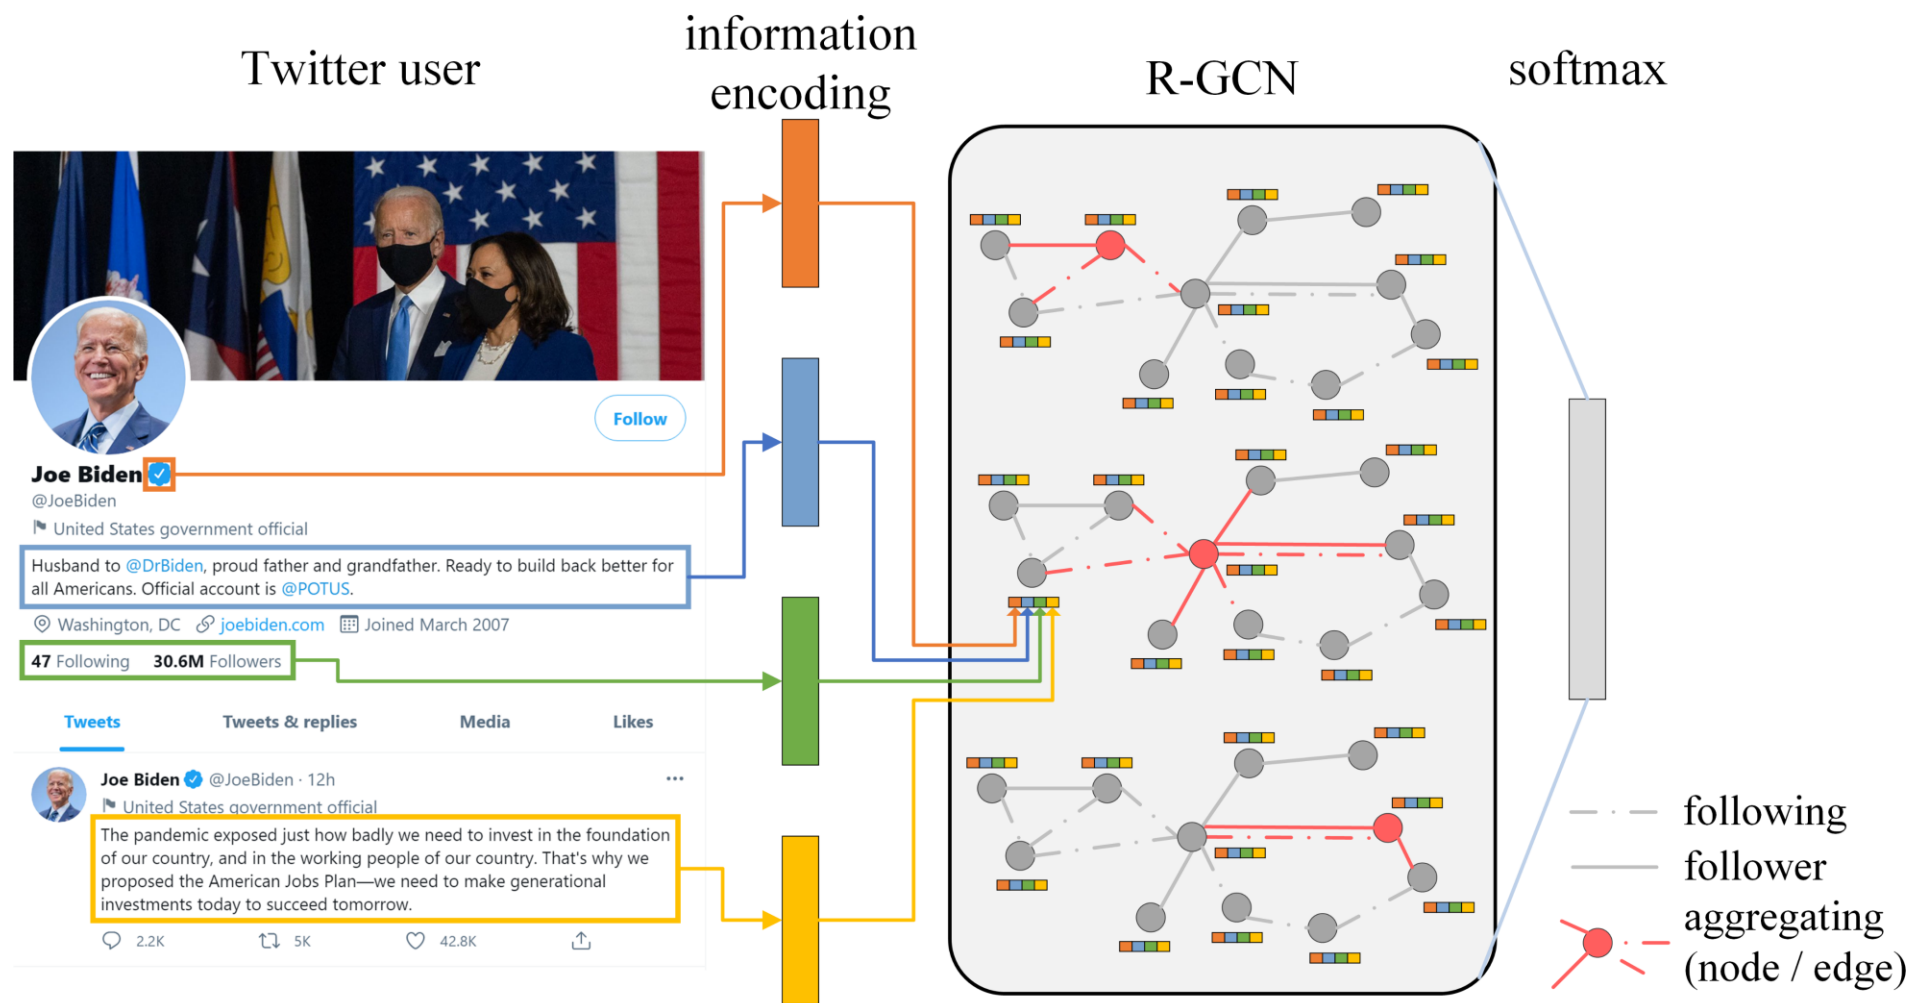 Twitter user
information
encoding
R-GCN
softmax
Follow
Joe Biden
@JoeBiden
United States government official
Husband to @DrBiden, proud father and grandfather. Ready to build back better for
all Americans. Official account is @POTUS.
Washington, DC joebiden.com Joined March 2007
47 Following 30.6M Followers
Tweets Tweets & replies Media Likes
Joe Biden @JoeBiden · 12h
United States government official
The pandemic exposed just how badly we need to invest in the foundation
of our country, and in the working people of our country. That's why we
proposed the American Jobs Plan—we need to make generational
investments today to succeed tomorrow.
2.2K 5K 42.8K
following
follower
aggregating
(node / edge)